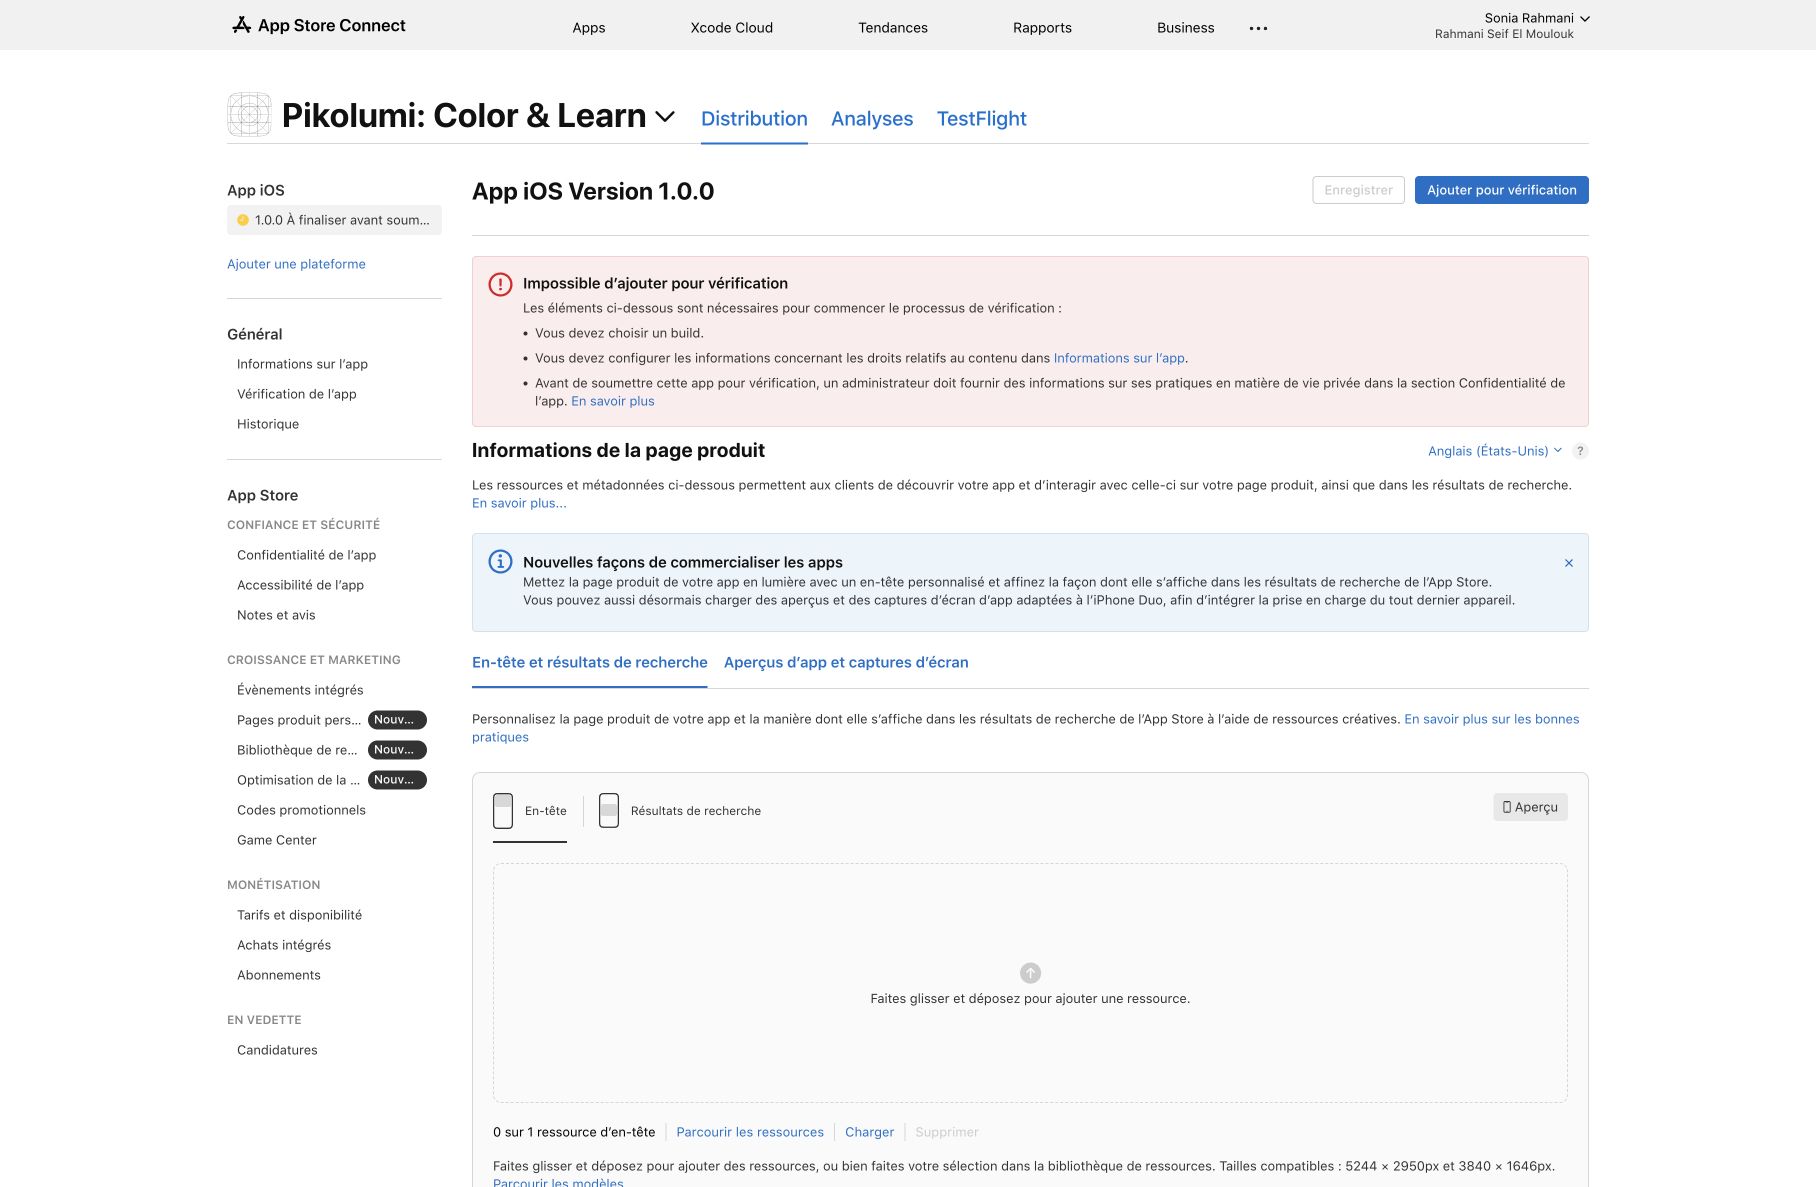 App Store Connect
Apps
Xcode Cloud
Tendances
Rapports
Business
Sonia Rahmani
Rahmani Seif El Moulouk
Pikolumi: Color & Learn
Distribution
Analyses
TestFlight
App iOS
1.0.0 À finaliser avant soum...
Ajouter une plateforme
Général
Informations sur l'app
Vérification de l'app
Historique
App Store
CONFIANCE ET SÉCURITÉ
Confidentialité de l'app
Accessibilité de l'app
Notes et avis
CROISSANCE ET MARKETING
Évènements intégrés
Pages produit pers... Nouv...
Bibliothèque de re... Nouv...
Optimisation de la ... Nouv...
Codes promotionnels
Game Center
MONÉTISATION
Tarifs et disponibilité
Achats intégrés
Abonnements
EN VEDETTE
Candidatures
App iOS Version 1.0.0
Enregistrer
Ajouter pour vérification
Impossible d'ajouter pour vérification
Les éléments ci-dessous sont nécessaires pour commencer le processus de vérification :
• Vous devez choisir un build.
• Vous devez configurer les informations concernant les droits relatifs au contenu dans Informations sur l'app.
• Avant de soumettre cette app pour vérification, un administrateur doit fournir des informations sur ses pratiques en matière de vie privée dans la section Confidentialité de
l'app. En savoir plus
Informations de la page produit
Anglais (États-Unis)
?
Les ressources et métadonnées ci-dessous permettent aux clients de découvrir votre app et d'interagir avec celle-ci sur votre page produit, ainsi que dans les résultats de recherche.
En savoir plus...
Nouvelles façons de commercialiser les apps
Mettez la page produit de votre app en lumière avec un en-tête personnalisé et affinez la façon dont elle s'affiche dans les résultats de recherche de l'App Store.
Vous pouvez aussi désormais charger des aperçus et des captures d'écran d'app adaptées à l'iPhone Duo, afin d'intégrer la prise en charge du tout dernier appareil.
En-tête et résultats de recherche
Aperçus d'app et captures d'écran
Personnalisez la page produit de votre app et la manière dont elle s'affiche dans les résultats de recherche de l'App Store à l'aide de ressources créatives. En savoir plus sur les bonnes
pratiques
En-tête
Résultats de recherche
Aperçu
Faites glisser et déposez pour ajouter une ressource.
0 sur 1 ressource d'en-tête
Parcourir les ressources
Charger
Supprimer
Faites glisser et déposez pour ajouter des ressources, ou bien faites votre sélection dans la bibliothèque de ressources. Tailles compatibles : 5244 × 2950px et 3840 × 1646px.
Parcourir les modèles